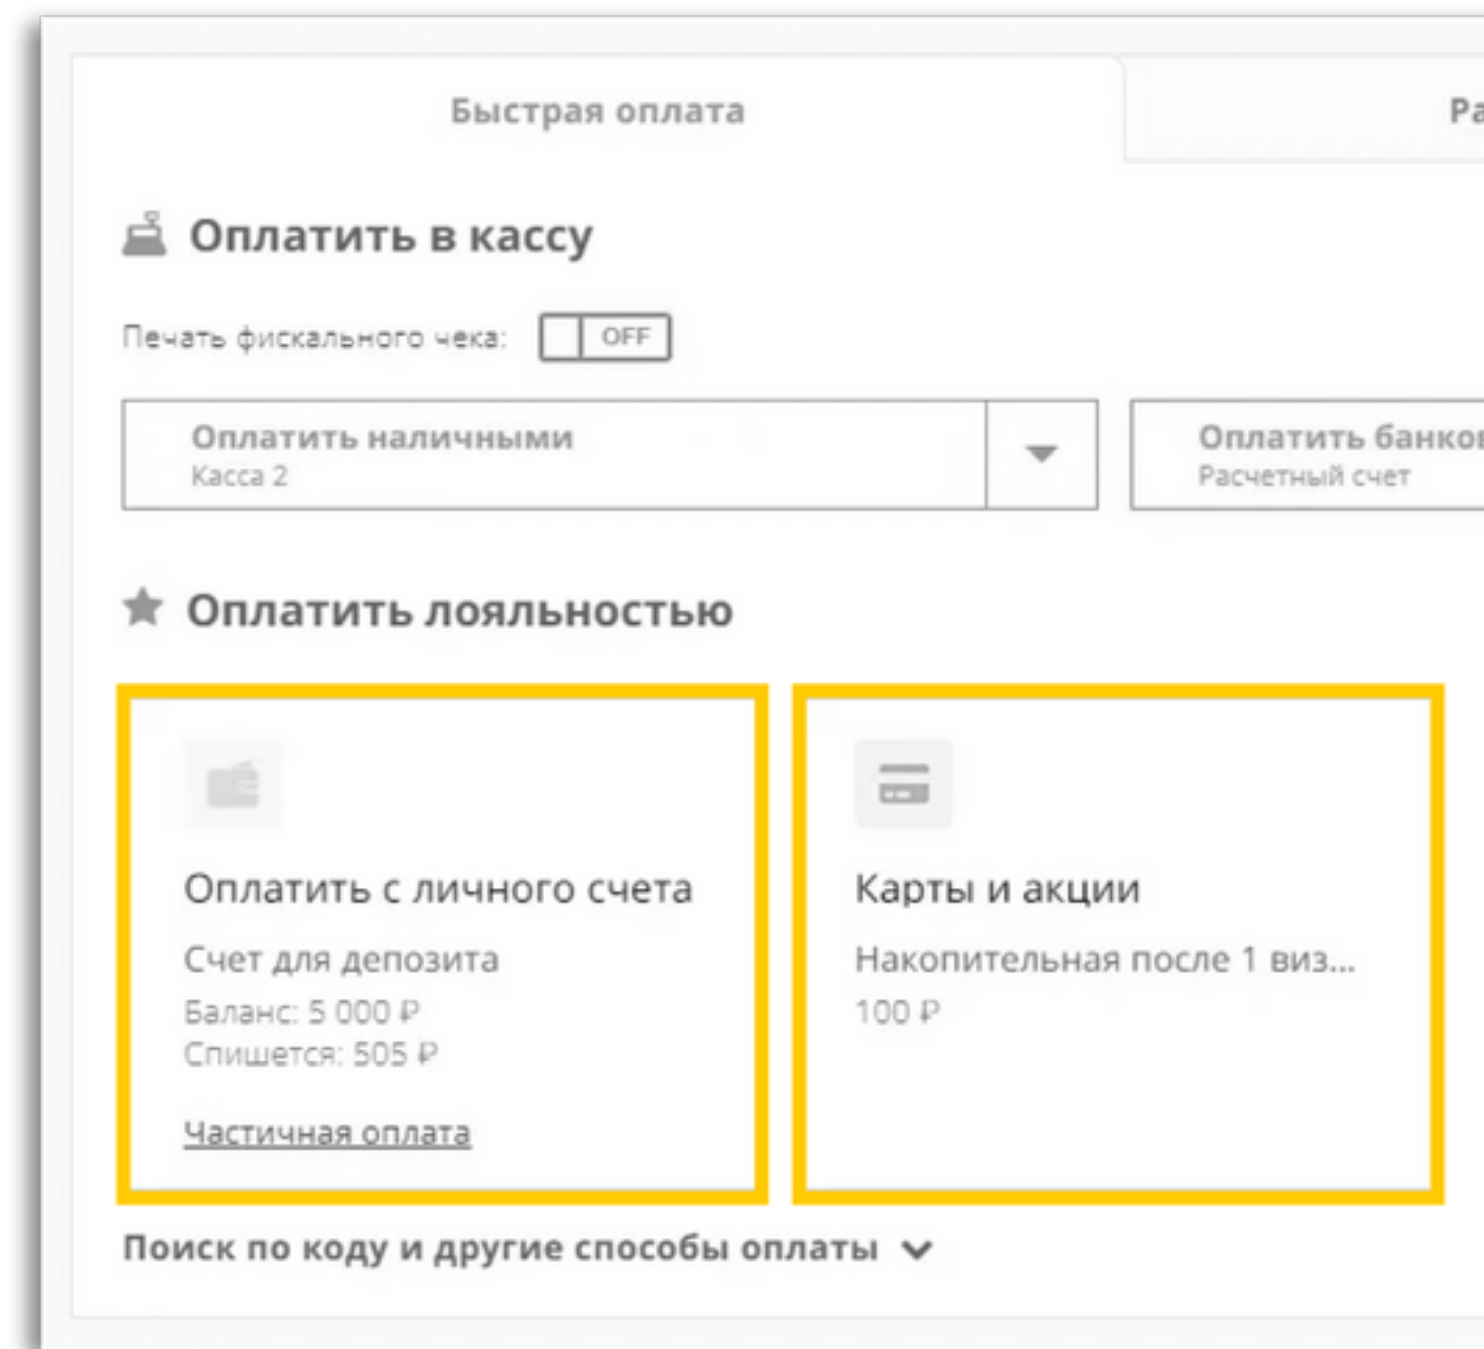 Быстрая оплата
Оплатить в кассу
Печать фискального чека: OFF
Оплатить наличными
Касса 2
Расчетный счет
Оплатить лояльностью
Оплатить с личного счета
Счет для депозита
Баланс: 5 000 ₽
Спишется: 505 ₽
Частичная оплата
Карты и акции
Накопительная после 1 виз...
100 ₽
Поиск по коду и другие способы оплаты